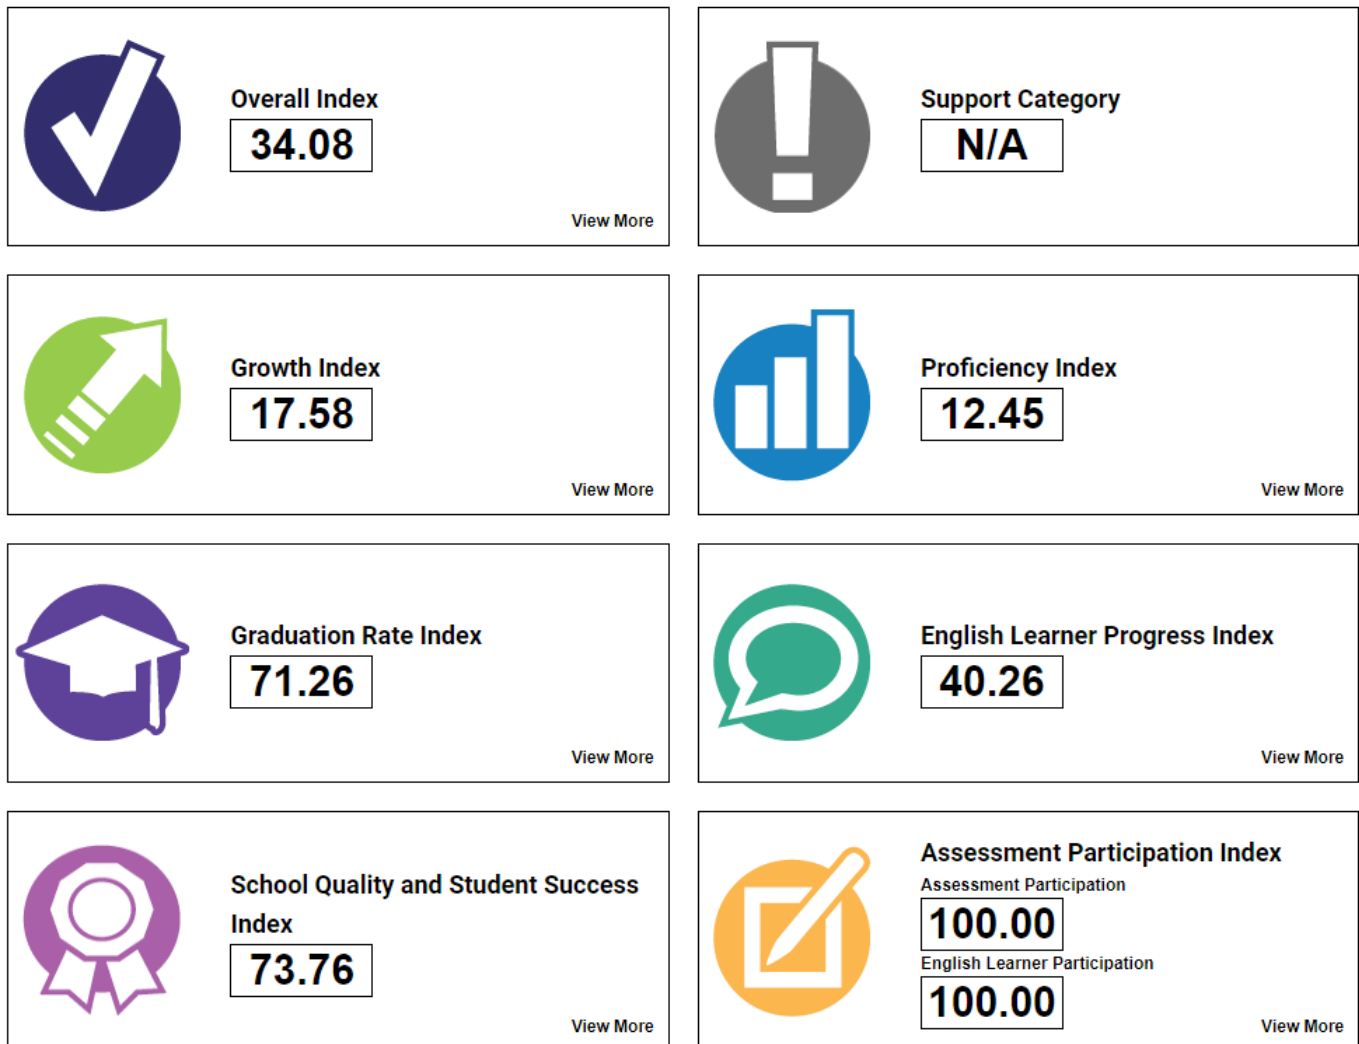 Overall Index
34.08
View More
Support Category
N/A
Growth Index
17.58
View More
Proficiency Index
12.45
View More
Graduation Rate Index
71.26
View More
English Learner Progress Index
40.26
View More
School Quality and Student Success
Index
73.76
View More
Assessment Participation Index
Assessment Participation
100.00
English Learner Participation
100.00
View More